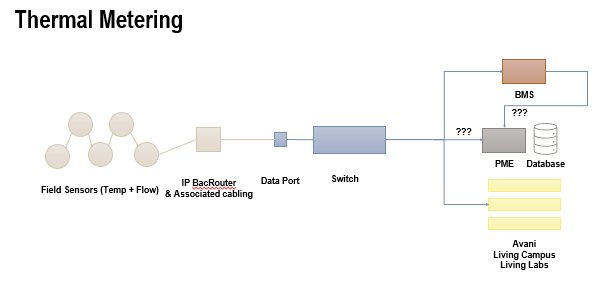 Thermal Metering
BMS
???
???
PME
Database
Field Sensors (Temp + Flow)
IP BacRouter
& Associated cabling
Data Port
Switch
Avani
Living Campus
Living Labs